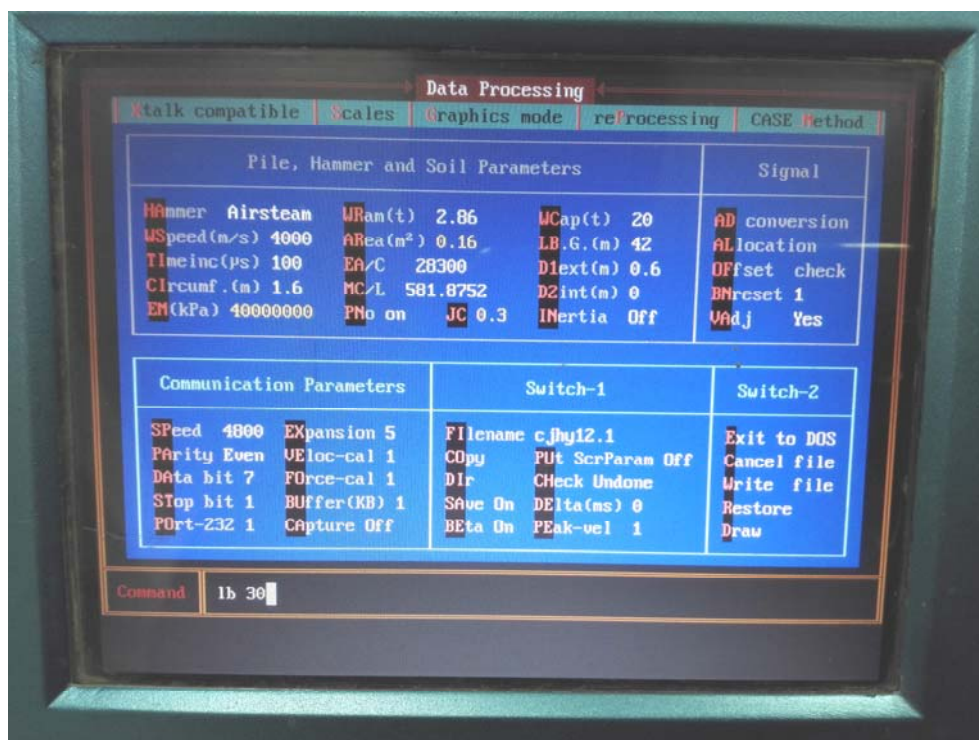 Data Processing
Xtalk compatible Scales Graphics mode reProcessing CASE Method
Pile, Hammer and Soil Parameters Signal
HAmmer Airsteam WRam(t) 2.86 WCap(t) 20 AD conversion
WSpeed(m/s) 4000 ARea(m²) 0.16 LB.G.(m) 42 ALlocation
TImeinc(µs) 100 EA/C 28300 D1ext(m) 0.6 OFfset check
CIrcumf.(m) 1.6 MC/L 581.8752 D2int(m) 0 BNreset 1
EM(kPa) 40000000 PNo on JC 0.3 INertia Off VAdj Yes
Communication Parameters Switch-1 Switch-2
SPeed 4800 EXpansion 5 FIlename cjhy12.1 Exit to DOS
PArity Even VEloc-cal 1 COpy PUt ScrParam Off Cancel file
DAta bit 7 FOrce-cal 1 DIr CHeck Undone Write file
STop bit 1 BUffer(KB) 1 SAve On DElta(ms) 0 Restore
POrt-232 1 CApture Off BEta On PEak-vel 1 Draw
Command lb 30